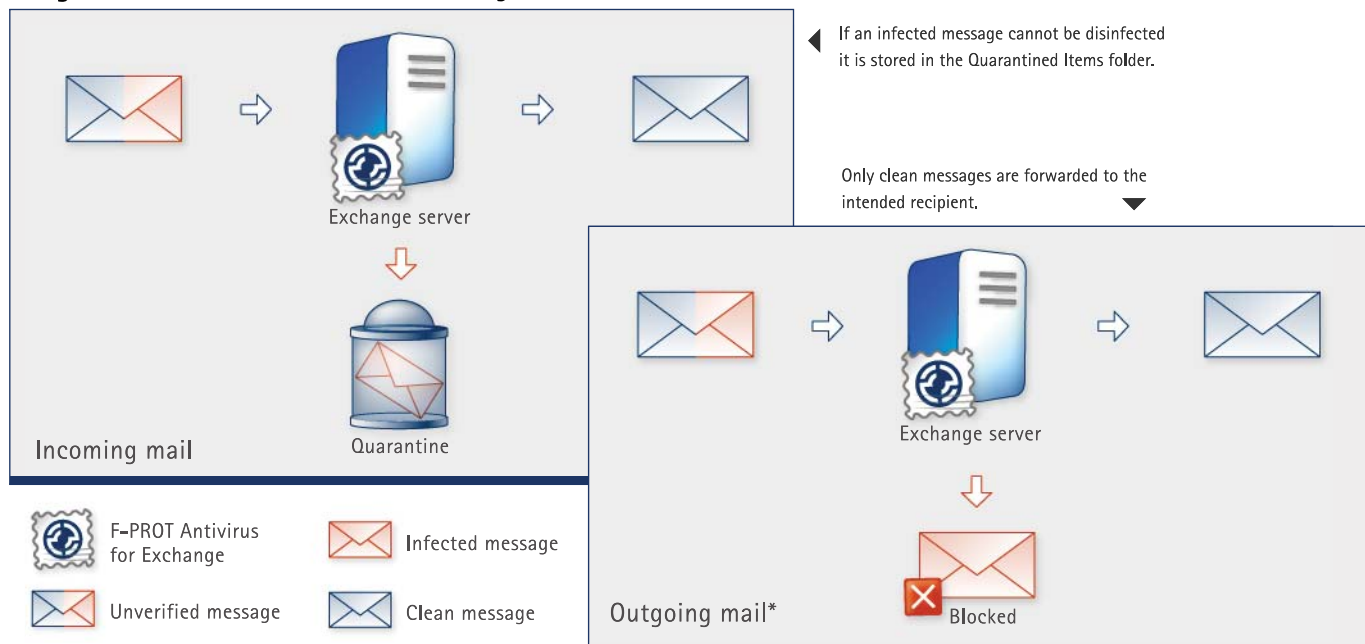 If an infected message cannot be disinfected
it is stored in the Quarantined Items folder.
Exchange server
Quarantine
Incoming mail
Only clean messages are forwarded to the
intended recipient.
Exchange server
Blocked
Outgoing mail*
F-PROT Antivirus
for Exchange
Infected message
Unverified message
Clean message